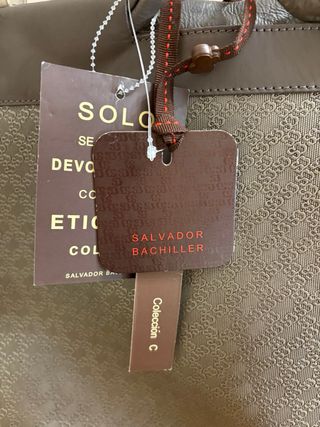 SOLO
SE
DEVO
CO
ETIQ
COL
SALVADOR BA
SALVADOR
BACHILLER
Colección C